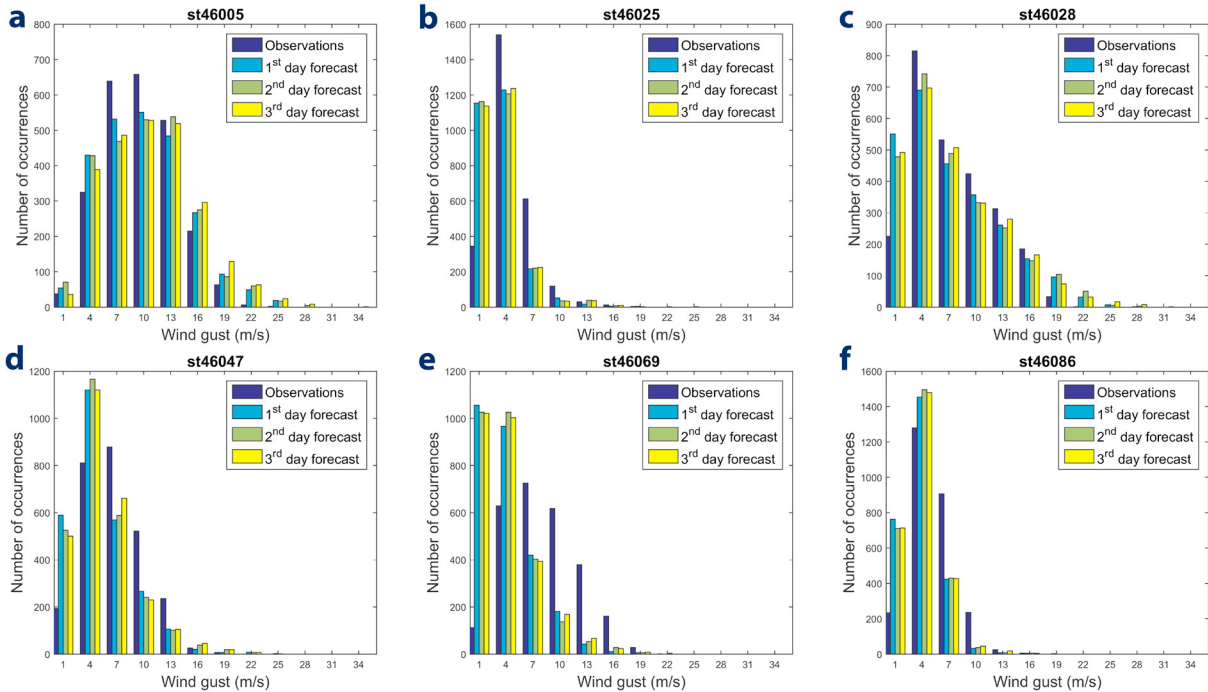 a
st46005
800
700
600
500
400
300
200
100
0
Number of occurrences
1 4 7 10 13 16 19 22 25 28 31 34
Wind gust (m/s)
Observations
1st day forecast
2nd day forecast
3rd day forecast
b
st46025
1600
1400
1200
1000
800
600
400
200
0
Number of occurrences
1 4 7 10 13 16 19 22 25 28 31 34
Wind gust (m/s)
Observations
1st day forecast
2nd day forecast
3rd day forecast
c
st46028
900
800
700
600
500
400
300
200
100
0
Number of occurrences
1 4 7 10 13 16 19 22 25 28 31 34
Wind gust (m/s)
Observations
1st day forecast
2nd day forecast
3rd day forecast
d
st46047
1200
1000
800
600
400
200
0
Number of occurrences
1 4 7 10 13 16 19 22 25 28 31 34
Wind gust (m/s)
Observations
1st day forecast
2nd day forecast
3rd day forecast
e
st46069
1200
1000
800
600
400
200
0
Number of occurrences
1 4 7 10 13 16 19 22 25 28 31 34
Wind gust (m/s)
Observations
1st day forecast
2nd day forecast
3rd day forecast
f
st46086
1600
1400
1200
1000
800
600
400
200
0
Number of occurrences
1 4 7 10 13 16 19 22 25 28 31 34
Wind gust (m/s)
Observations
1st day forecast
2nd day forecast
3rd day forecast